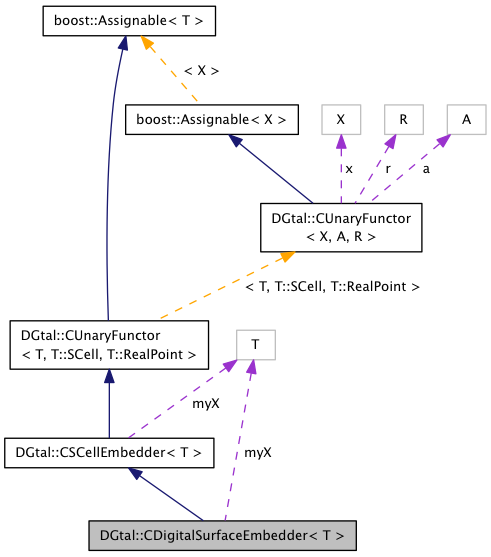 boost::Assignable< T >
< X >
boost::Assignable< X >
X
R
A
x
r
a
DGtal::CUnaryFunctor
< X, A, R >
< T, T::SCell, T::RealPoint >
DGtal::CUnaryFunctor
< T, T::SCell, T::RealPoint >
T
myX
DGtal::CSCellEmbedder< T >
myX
DGtal::CDigitalSurfaceEmbedder< T >